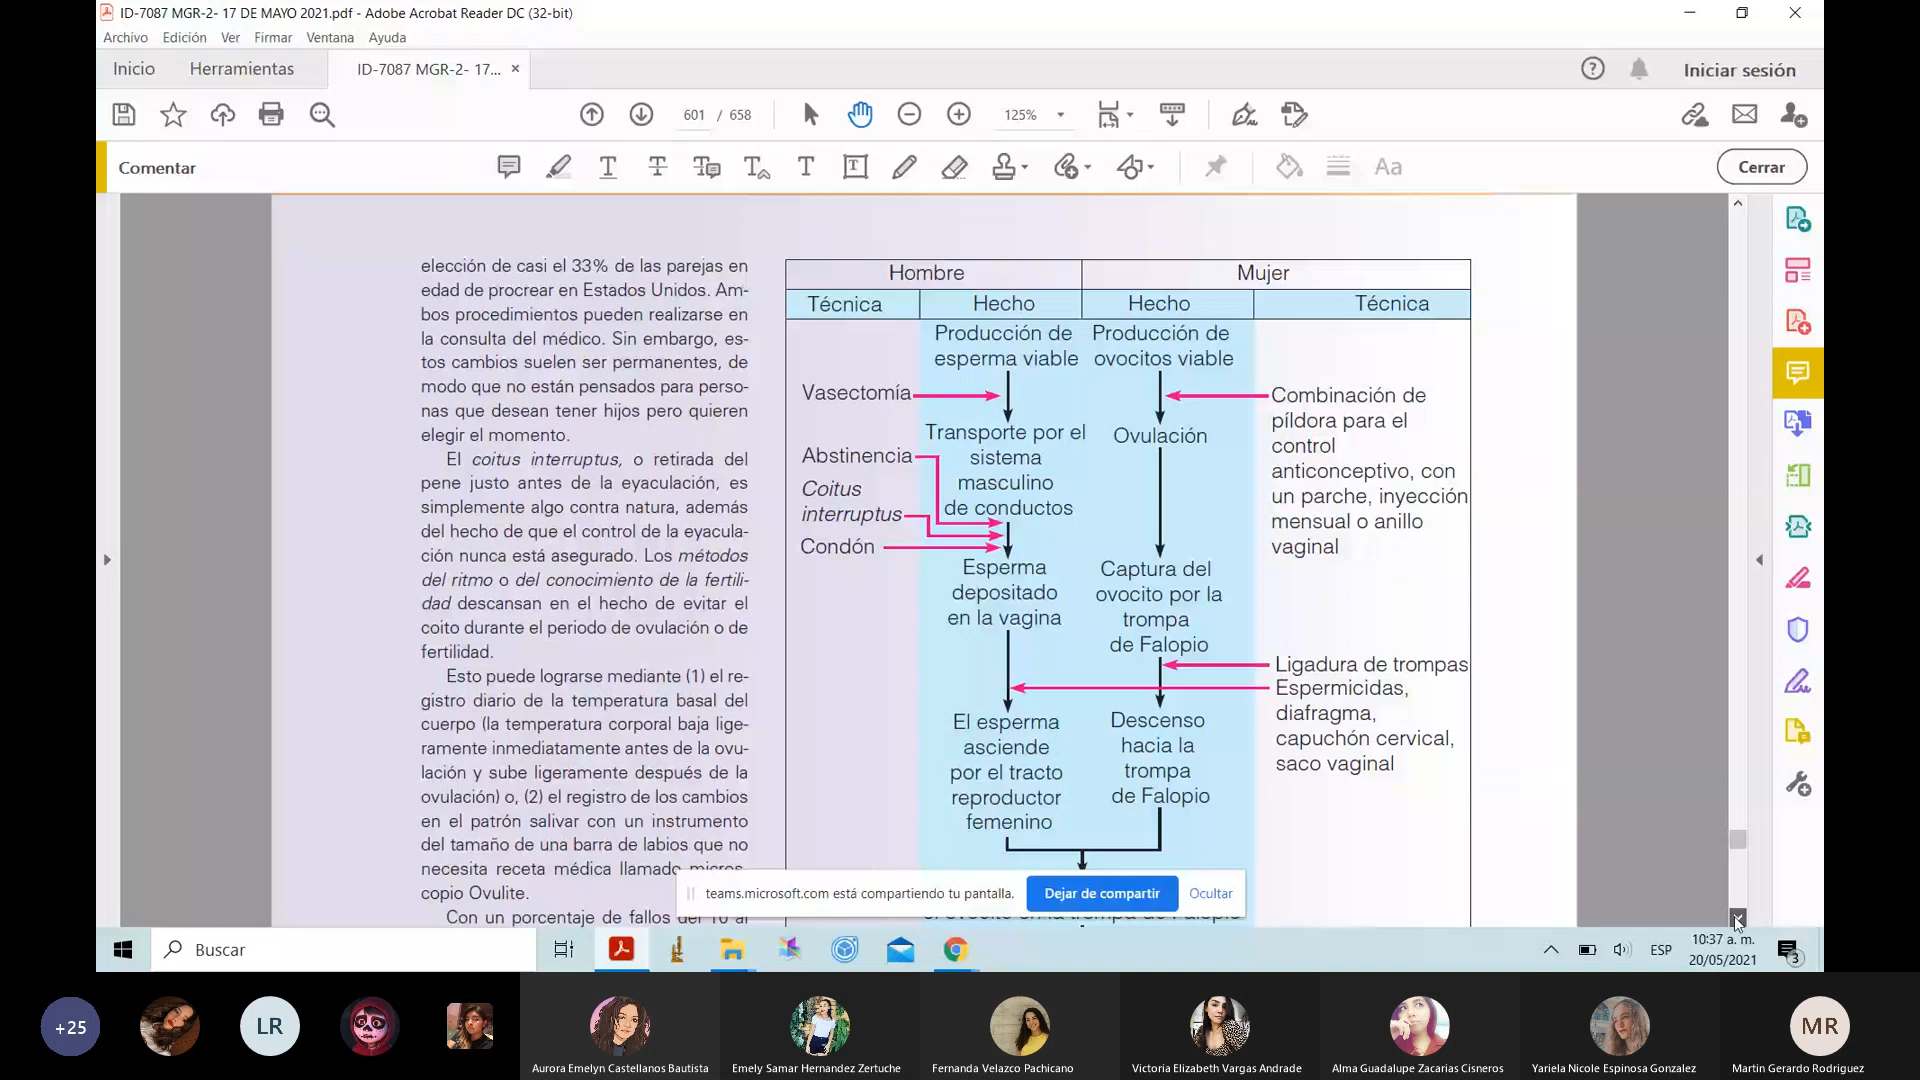 ID-7087 MGR-2- 17 DE MAYO 2021.pdf - Adobe Acrobat Reader DC (32-bit)
Archivo Edición Ver Firmar Ventana Ayuda
Inicio Herramientas ID-7087 MGR-2- 17... × Iniciar sesión
601 / 658 125%
Comentar Cerrar
elección de casi el 33% de las parejas en
edad de procrear en Estados Unidos. Am-
bos procedimientos pueden realizarse en
la consulta del médico. Sin embargo, es-
tos cambios suelen ser permanentes, de
modo que no están pensados para perso-
nas que desean tener hijos pero quieren
elegir el momento.
El coitus interruptus, o retirada del
pene justo antes de la eyaculación, es
simplemente algo contra natura, además
del hecho de que el control de la eyacula-
ción nunca está asegurado. Los métodos
del ritmo o del conocimiento de la fertili-
dad descansan en el hecho de evitar el
coito durante el periodo de ovulación o de
fertilidad.
Esto puede lograrse mediante (1) el re-
gistro diario de la temperatura basal del
cuerpo (la temperatura corporal baja lige-
ramente inmediatamente antes de la ovu-
lación y sube ligeramente después de la
ovulación) o, (2) el registro de los cambios
en el patrón salivar con un instrumento
del tamaño de una barra de labios que no
necesita receta médica llamado micros-
copio Ovulite.
Con un porcentaje de fallos del 10 al
Hombre Mujer
Técnica Hecho Hecho Técnica
Producción de
esperma viable
Producción de
ovocitos viable
Vasectomía
Combinación de
píldora para el
control
anticonceptivo, con
un parche, inyección
mensual o anillo
vaginal
Transporte por el
sistema
masculino
de conductos
Ovulación
Abstinencia
Coitus
interruptus
Condón
Esperma
depositado
en la vagina
Captura del
ovocito por la
trompa
de Falopio
Ligadura de trompas
Espermicidas,
diafragma,
capuchón cervical,
saco vaginal
El esperma
asciende
por el tracto
reproductor
femenino
Descenso
hacia la
trompa
de Falopio
el ovocito en la trompa de Falopio
teams.microsoft.com está compartiendo tu pantalla. Dejar de compartir Ocultar
Buscar
ESP
10:37 a. m.
20/05/2021
3
+25
LR
MR
Aurora Emelyn Castellanos Bautista
Emely Samar Hernandez Zertuche
Fernanda Velazco Pachicano
Victoria Elizabeth Vargas Andrade
Alma Guadalupe Zacarias Cisneros
Yariela Nicole Espinosa Gonzalez
Martin Gerardo Rodriguez